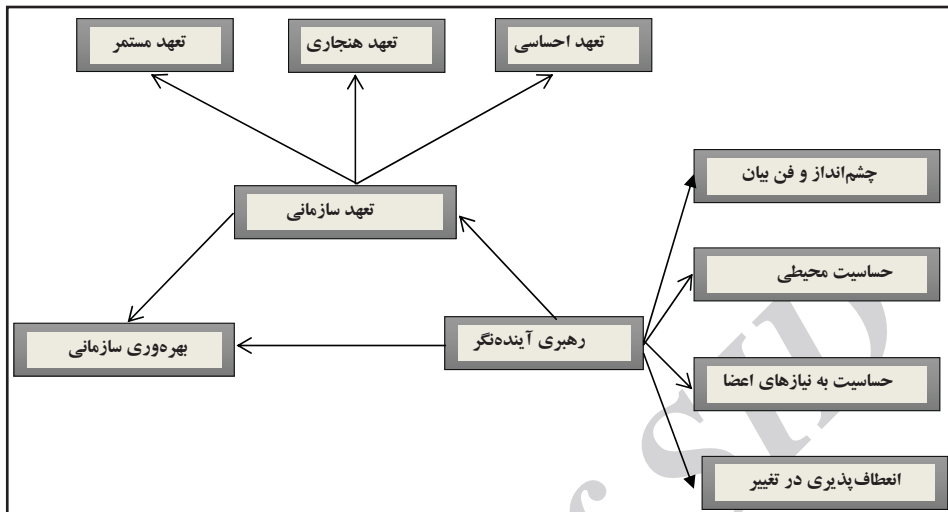 تعهد احساسی
تعهد هنجاری
تعهد مستمر
چشم‌انداز و فن بیان
تعهد سازمانی
حساسیت محیطی
رهبری آینده‌نگر
بهره‌وری سازمانی
حساسیت به نیازهای اعضا
انعطاف‌پذیری در تغییر
SID